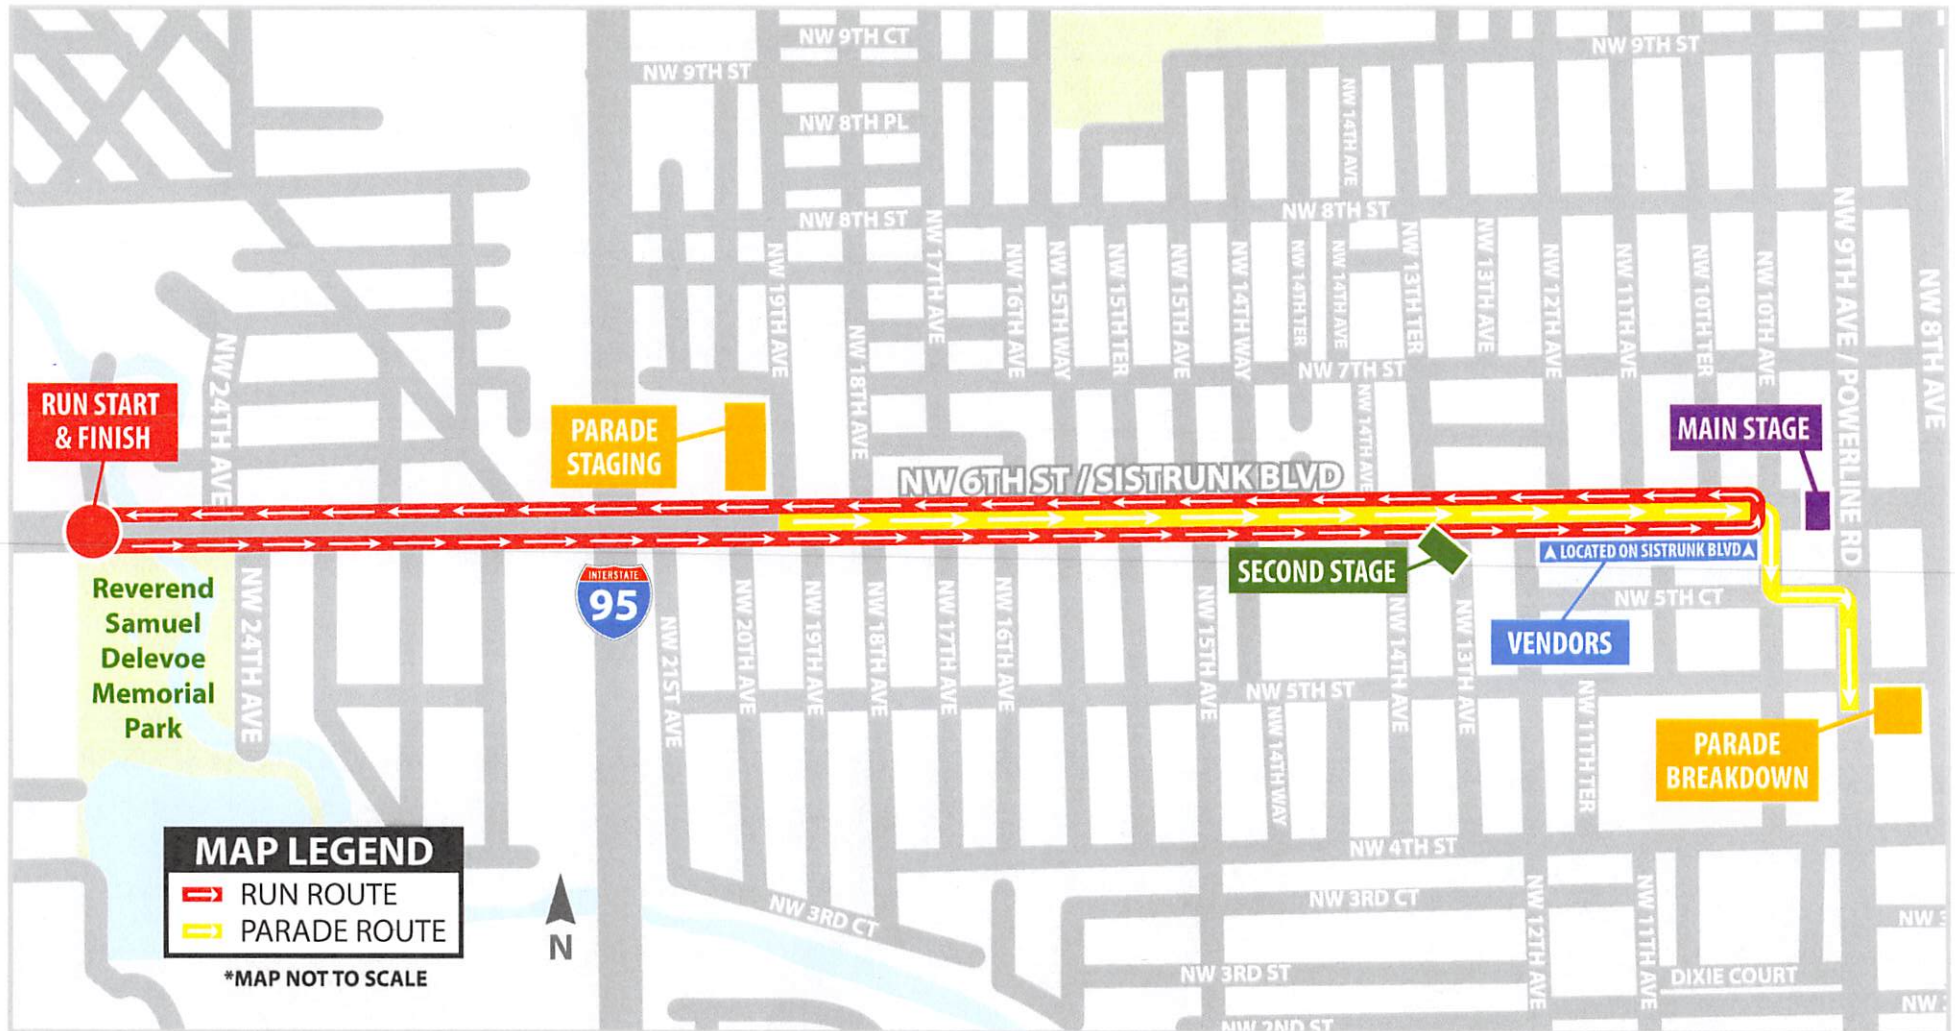 NW 9TH CT
NW 9TH ST
NW 9TH ST
NW 8TH PL
NW 14TH AVE
NW 8TH ST
NW 8TH ST
NW 19TH AVE
NW 18TH AVE
NW 17TH AVE
NW 16TH AVE
NW 15TH WAY
NW 15TH TER
NW 15TH AVE
NW 14TH WAY
NW 14TH TER
NW 14TH AVE
NW 13TH TER
NW 13TH AVE
NW 12TH AVE
NW 11TH AVE
NW 10TH TER
NW 10TH AVE
NW 9TH AVE / POWERLINE RD
NW 8TH AVE
NW 7TH ST
NW 14TH AVE
NW 24TH AVE
RUN START
& FINISH
PARADE
STAGING
MAIN STAGE
NW 6TH ST / SISTRUNK BLVD
SECOND STAGE
LOCATED ON SISTRUNK BLVD
VENDORS
INTERSTATE
95
Reverend
Samuel
Delevoe
Memorial
Park
NW 24TH AVE
NW 21ST AVE
NW 20TH AVE
NW 19TH AVE
NW 18TH AVE
NW 17TH AVE
NW 16TH AVE
NW 15TH AVE
NW 14TH AVE
NW 13TH AVE
NW 5TH CT
NW 5TH ST
NW 14TH WAY
NW 11TH TER
PARADE
BREAKDOWN
NW 4TH ST
NW 3RD CT
NW 3RD CT
NW 3RD ST
NW 12TH AVE
NW 11TH AVE
DIXIE COURT
NW
NW
NW 2ND ST
MAP LEGEND
RUN ROUTE
PARADE ROUTE
*MAP NOT TO SCALE
N